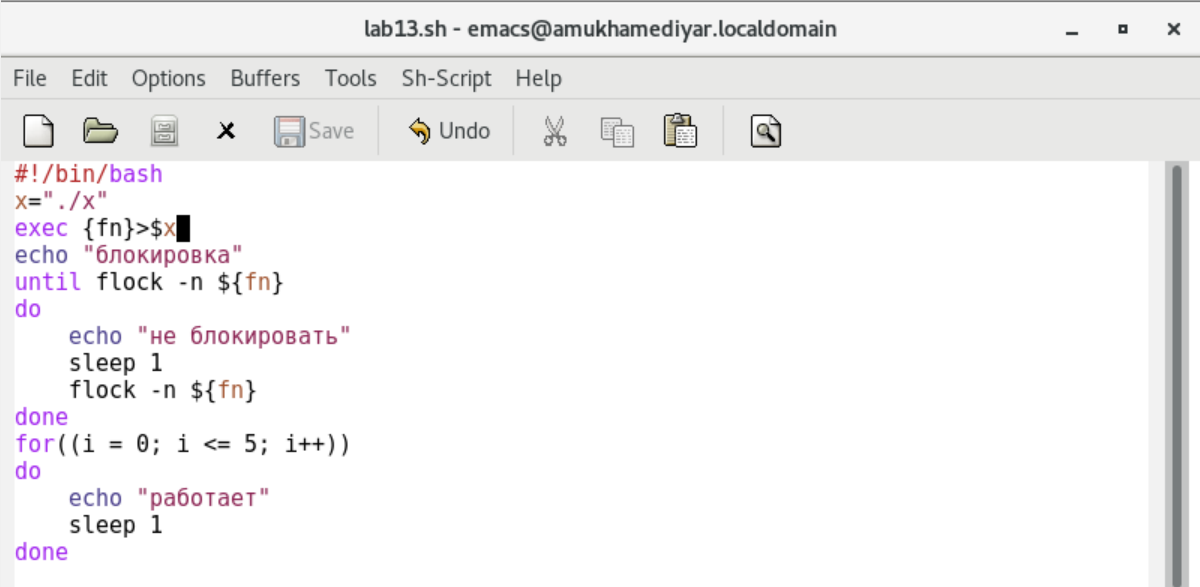 lab13.sh - emacs@amukhamediyar.localdomain
File Edit Options Buffers Tools Sh-Script Help
Save Undo
#!/bin/bash
x="./x"
exec {fn}>$x
echo "блокировка"
until flock -n ${fn}
do
    echo "не блокировать"
    sleep 1
    flock -n ${fn}
done
for((i = 0; i <= 5; i++))
do
    echo "работает"
    sleep 1
done